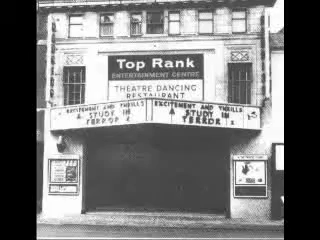 Top Rank
ENTERTAINMENT CENTRE
THEATRE DANCING
RESTAURANT
EXCITEMENT AND THRILLS
A STUDY IN
TERROR
EXCITEMENT AND THRILLS
A STUDY IN
TERROR